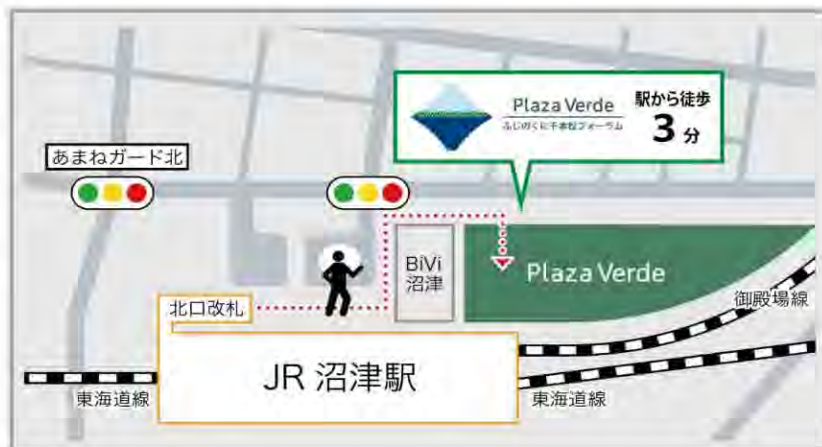 Plaza Verde
ふじのくに千本松フォーラム
駅から徒歩
3分
あまねガード北
BiVi
沼津
Plaza Verde
御殿場線
北口改札
JR 沼津駅
東海道線
東海道線